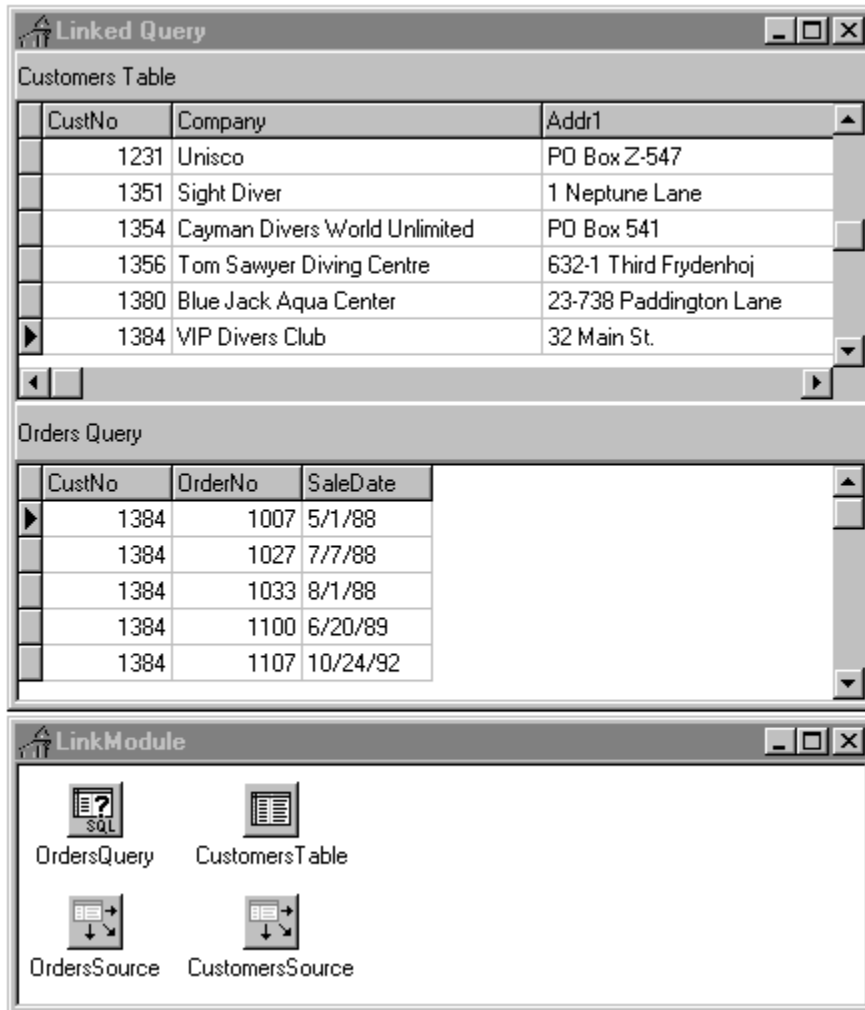 Linked Query
Customers Table
CustNo Company Addr1
1231 Unisco PO Box Z-547
1351 Sight Diver 1 Neptune Lane
1354 Cayman Divers World Unlimited PO Box 541
1356 Tom Sawyer Diving Centre 632-1 Third Frydenhoj
1380 Blue Jack Aqua Center 23-738 Paddington Lane
1384 VIP Divers Club 32 Main St.
Orders Query
CustNo OrderNo SaleDate
1384 1007 5/1/88
1384 1027 7/7/88
1384 1033 8/1/88
1384 1100 6/20/89
1384 1107 10/24/92
LinkModule
? SQL
OrdersQuery CustomersTable
OrdersSource CustomersSource